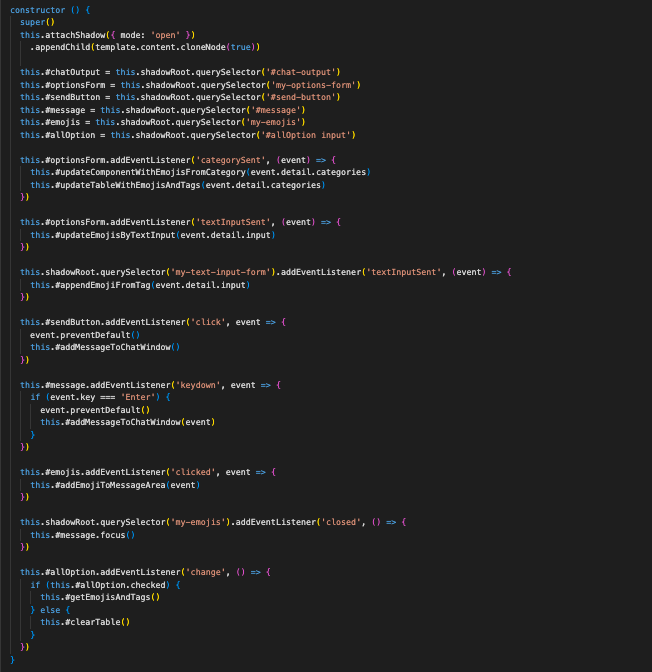 constructor () {
super()
this.attachShadow({ mode: 'open' })
.appendChild(template.content.cloneNode(true))
this.#chatOutput = this.shadowRoot.querySelector('#chat-output')
this.#optionsForm = this.shadowRoot.querySelector('my-options-form')
this.#sendButton = this.shadowRoot.querySelector('#send-button')
this.#message = this.shadowRoot.querySelector('#message')
this.#emojis = this.shadowRoot.querySelector('my-emojis')
this.#allOption = this.shadowRoot.querySelector('#allOption input')
this.#optionsForm.addEventListener('categorySent', (event) => {
this.#updateComponentWithEmojisFromCategory(event.detail.categories)
this.#updateTableWithEmojisAndTags(event.detail.categories)
})
this.#optionsForm.addEventListener('textInputSent', (event) => {
this.#updateEmojisByTextInput(event.detail.input)
})
this.shadowRoot.querySelector('my-text-input-form').addEventListener('textInputSent', (event) => {
this.#appendEmojiFromTag(event.detail.input)
})
this.#sendButton.addEventListener('click', event => {
event.preventDefault()
this.#addMessageToChatWindow()
})
this.#message.addEventListener('keydown', event => {
if (event.key === 'Enter') {
event.preventDefault()
this.#addMessageToChatWindow(event)
}
})
this.#emojis.addEventListener('clicked', event => {
this.#addEmojiToMessageArea(event)
})
this.shadowRoot.querySelector('my-emojis').addEventListener('closed', () => {
this.#message.focus()
})
this.#allOption.addEventListener('change', () => {
if (this.#allOption.checked) {
this.#getEmojisAndTags()
} else {
this.#clearTable()
}
})
}